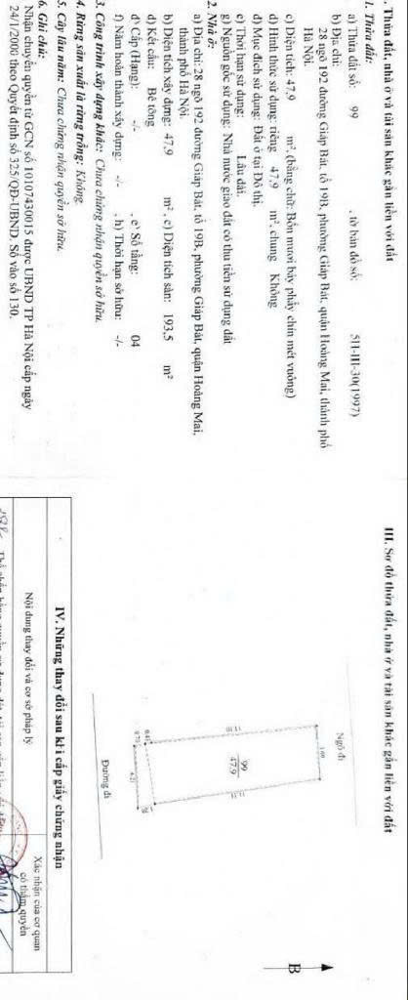 . Thửa đất, nhà ở và tài sản khác gắn liền với đất
1. Thửa đất:
a) Thửa đất số: 99 , tờ bản đồ số: 5H-III-30(1997)
b) Địa chỉ:
28 ngõ 192 đường Giáp Bát, tổ 19B, phường Giáp Bát, quận Hoàng Mai, thành phố
Hà Nội.
c) Diện tích: 47,9 m², (bằng chữ: Bốn mươi bảy phẩy chín mét vuông)
d) Hình thức sử dụng: riêng 47,9 m², chung Không
đ) Mục đích sử dụng: Đất ở tại Đô thị.
e) Thời hạn sử dụng: Lâu dài.
g) Nguồn gốc sử dụng: Nhà nước giao đất có thu tiền sử dụng đất
2. Nhà ở:
a) Địa chỉ: 28 ngõ 192 đường Giáp Bát, tổ 19B, phường Giáp Bát, quận Hoàng Mai,
thành phố Hà Nội.
b) Diện tích xây dựng: 47,9 m², c) Diện tích sàn: 193,5 m²
d) Kết cấu: Bê tông
đ) Cấp (Hạng): -/- , e) Số tầng: 04
f) Năm hoàn thành xây dựng: -/- , h) Thời hạn sở hữu: -/-
3. Công trình xây dựng khác: Chưa chứng nhận quyền sở hữu.
4. Rừng sản xuất là rừng trồng: Không.
5. Cây lâu năm: Chưa chứng nhận quyền sở hữu.
6. Ghi chú:
Nhận chuyển quyền từ GCN số 10107430015 được UBND TP Hà Nội cấp ngày
24/1/2000 theo Quyết định số 325/QĐ-UBND, Số vào sổ 130.
III. Sơ đồ thửa đất, nhà ở và tài sản khác gắn liền với đất
B
Ngõ đi
99
47.9
11.11
0.45
0.70
4.21
Đường đi
IV. Những thay đổi sau khi cấp giấy chứng nhận
Nội dung thay đổi và cơ sở pháp lý
Xác nhận của cơ quan
có thẩm quyền